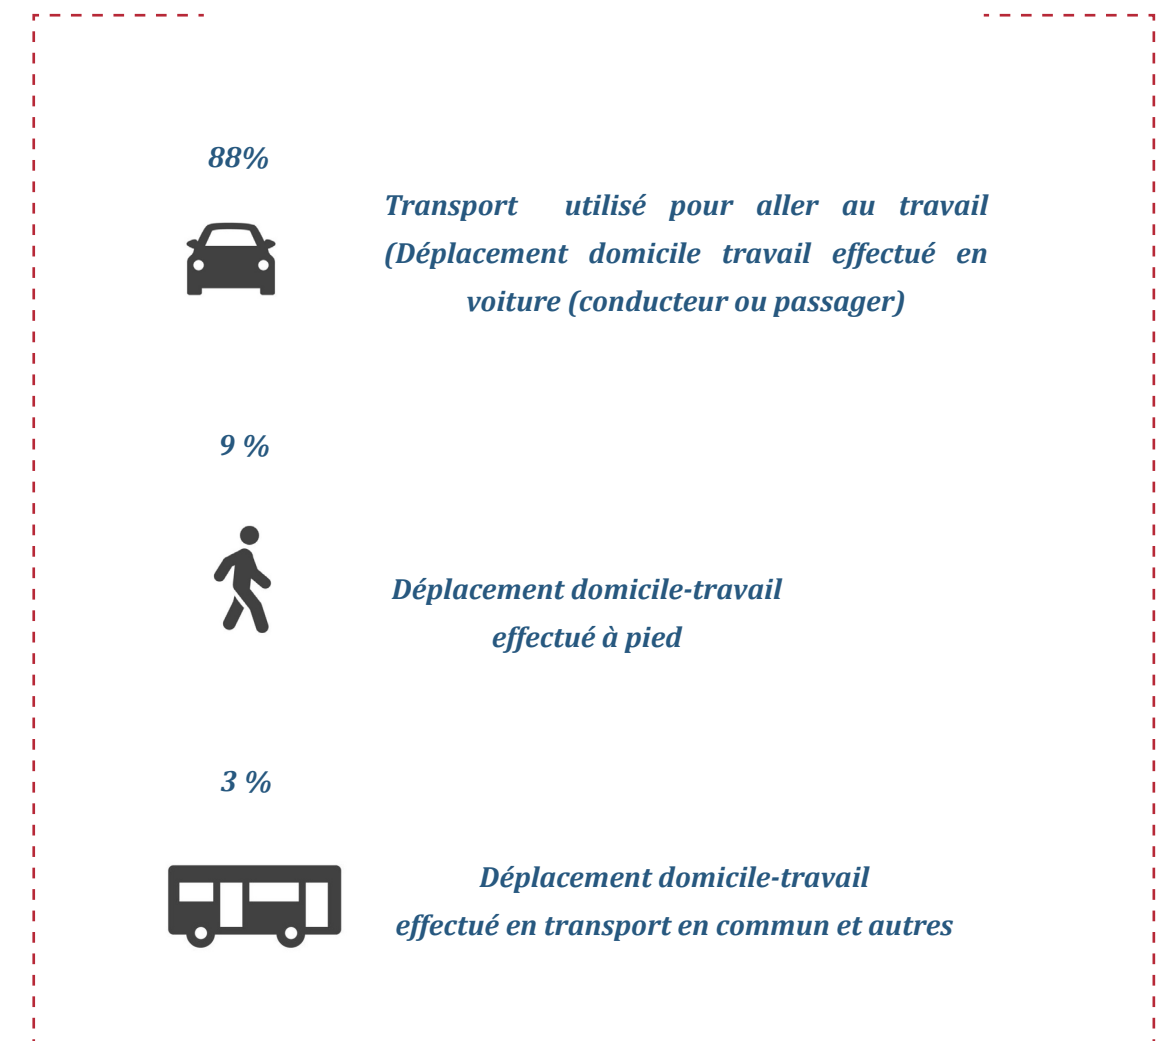 88%
Transport utilisé pour aller au travail
(Déplacement domicile travail effectué en
voiture (conducteur ou passager)
9 %
Déplacement domicile-travail
effectué à pied
3 %
Déplacement domicile-travail
effectué en transport en commun et autres